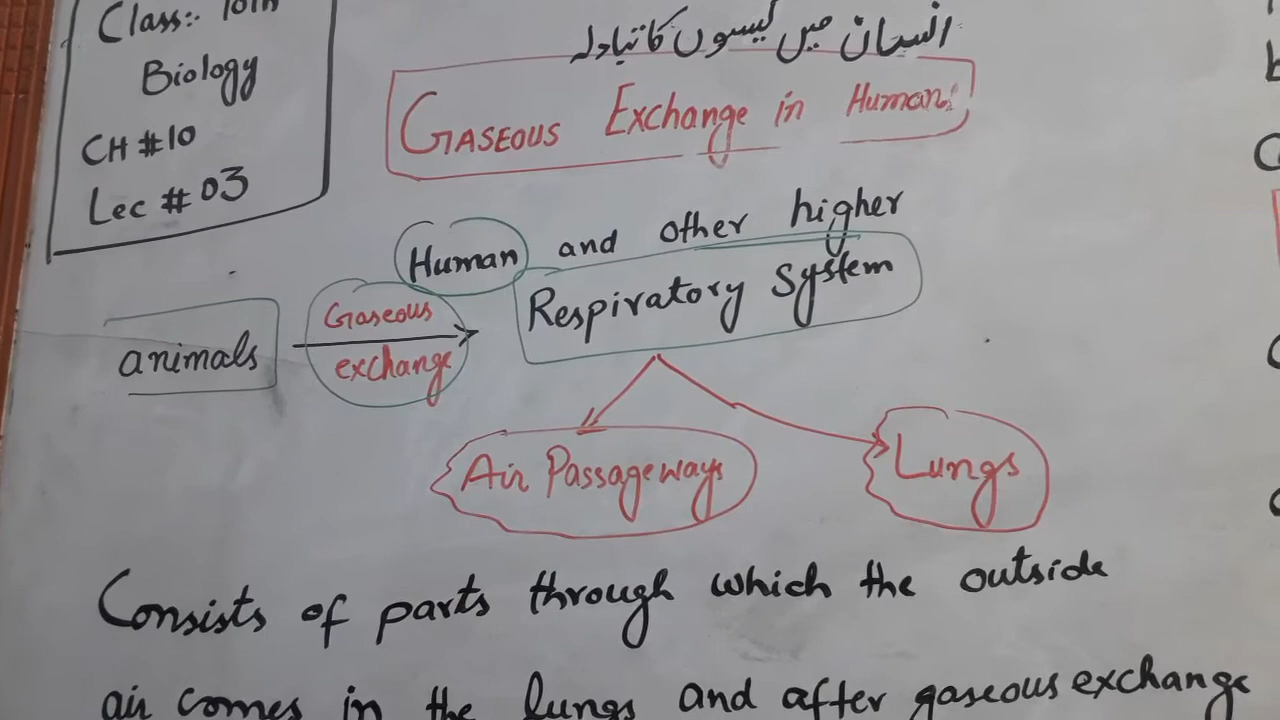 Class:- 10th
Biology
CH #10
Lec # 03
انسان میں گیسوں کا تبادلہ
GASEOUS Exchange in Human:
Human and other higher
animals Gaseous exchange Respiratory System
Air Passageways Lungs
Consists of parts through which the outside
air comes in the lungs and after gaseous exchange